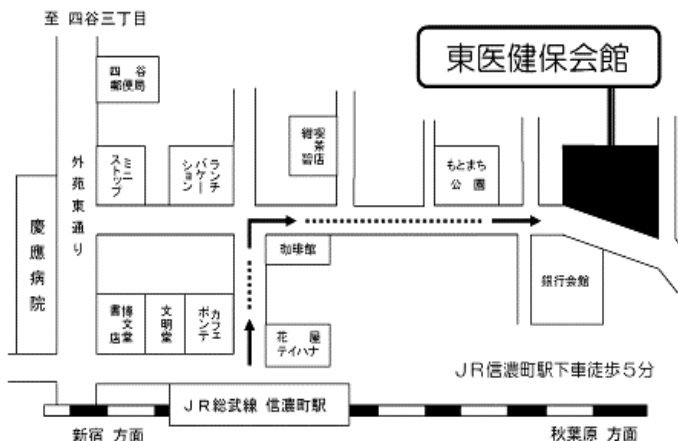 至 四谷三丁目
東医健保会館
四谷
郵便局
外苑東通り
ミニ
ストップ
ランチ
バケー
ション
喫茶店
紺碧
もとまち
公園
慶應病院
珈琲館
銀行会館
博文堂
書店
文明堂
カフェ
ポンテ
花屋
テイハナ
JR信濃町駅下車徒歩5分
JR総武線 信濃町駅
新宿 方面
秋葉原 方面